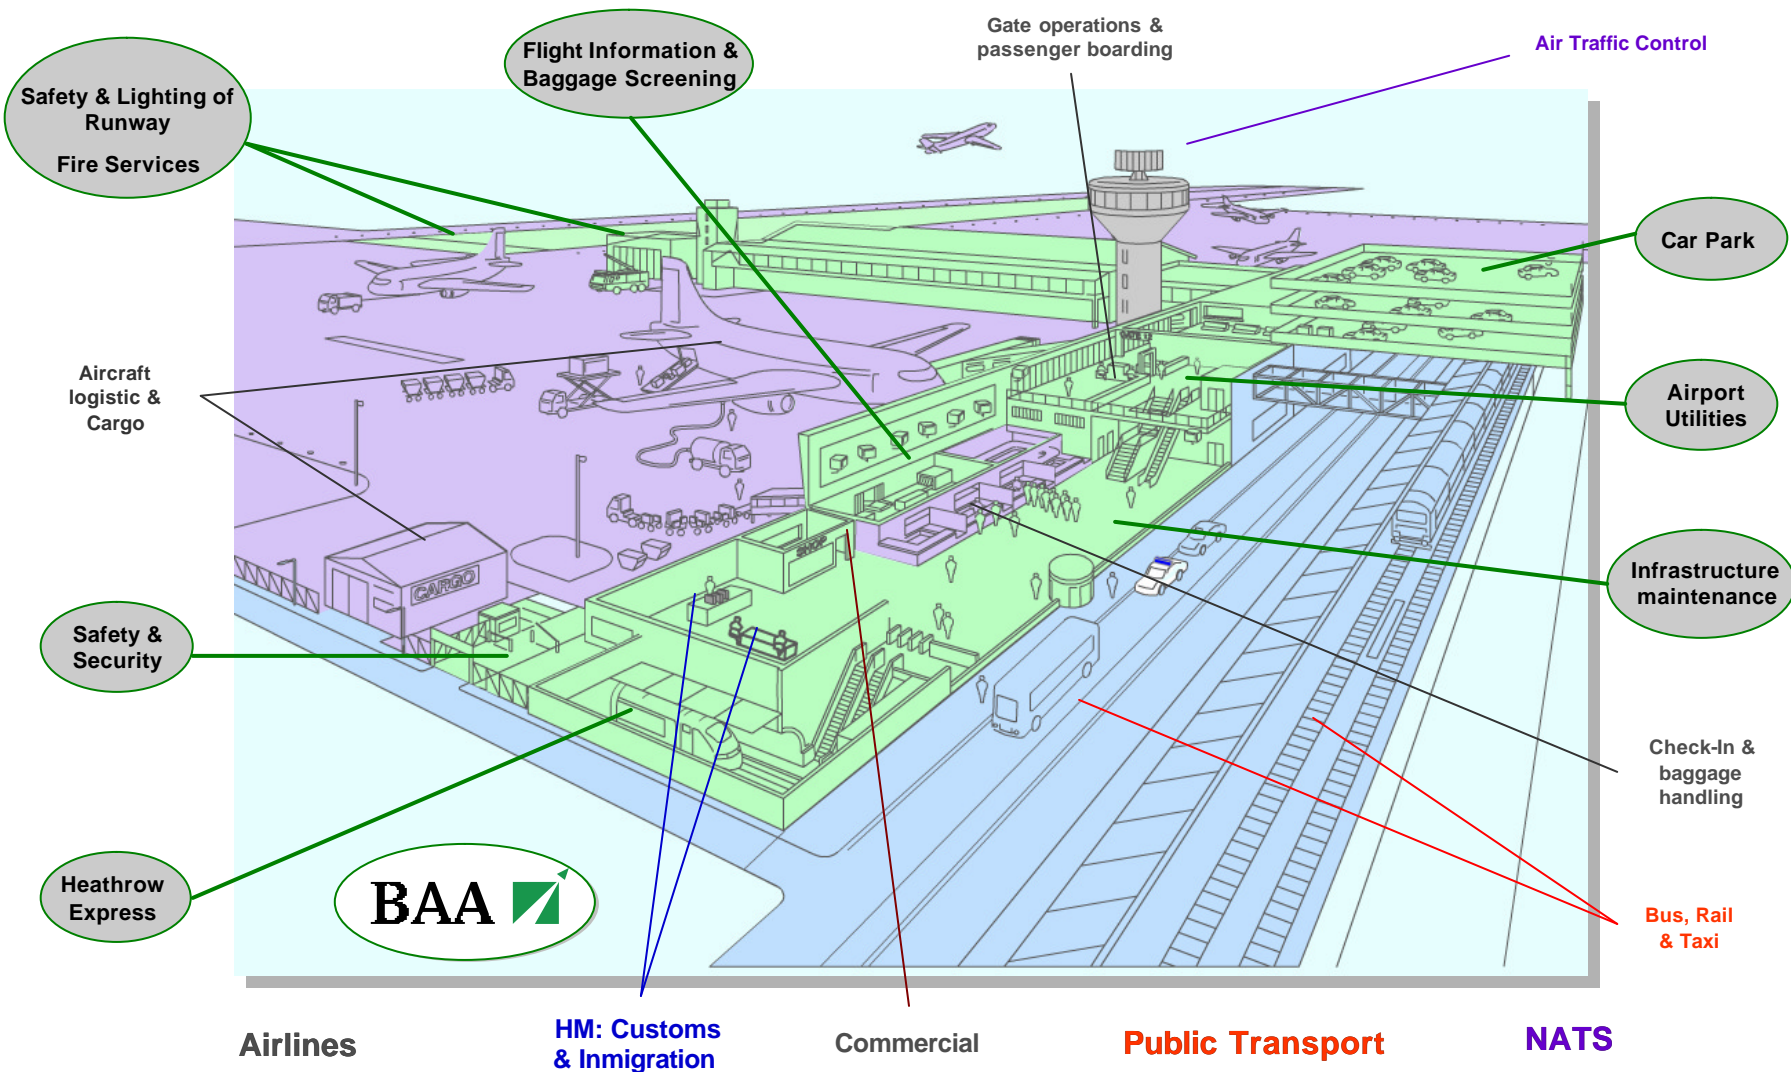 Gate operations &
passenger boarding
Air Traffic Control
Flight Information &
Baggage Screening
Safety & Lighting of
Runway
Fire Services
Car Park
Aircraft
logistic &
Cargo
Airport
Utilities
SHOP
CARGO
Infrastructure
maintenance
Safety &
Security
Check-In &
baggage
handling
Heathrow
Express
BAA
Bus, Rail
& Taxi
Airlines
HM: Customs
& Inmigration
Commercial
Public Transport
NATS